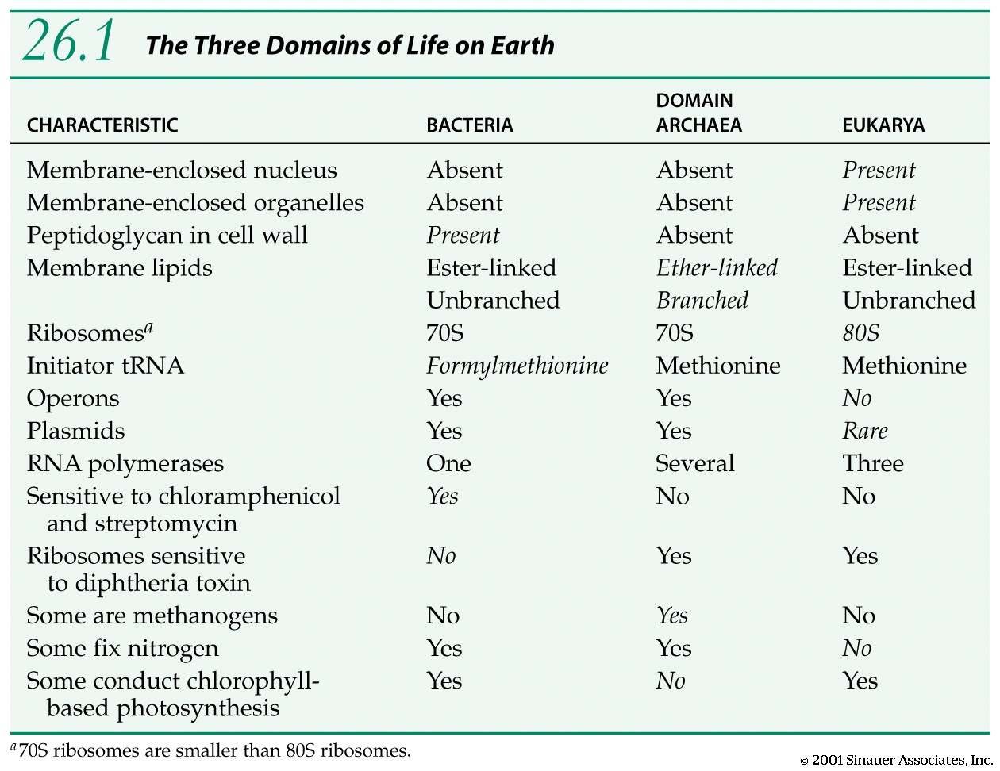 26.1 The Three Domains of Life on Earth
DOMAIN
CHARACTERISTIC BACTERIA ARCHAEA EUKARYA
Membrane-enclosed nucleus Absent Absent Present
Membrane-enclosed organelles Absent Absent Present
Peptidoglycan in cell wall Present Absent Absent
Membrane lipids Ester-linked Ether-linked Ester-linked
Unbranched Branched Unbranched
Ribosomesa 70S 70S 80S
Initiator tRNA Formylmethionine Methionine Methionine
Operons Yes Yes No
Plasmids Yes Yes Rare
RNA polymerases One Several Three
Sensitive to chloramphenicol Yes No No
and streptomycin
Ribosomes sensitive No Yes Yes
to diphtheria toxin
Some are methanogens No Yes No
Some fix nitrogen Yes Yes No
Some conduct chlorophyll- Yes No Yes
based photosynthesis
a 70S ribosomes are smaller than 80S ribosomes.
© 2001 Sinauer Associates, Inc.